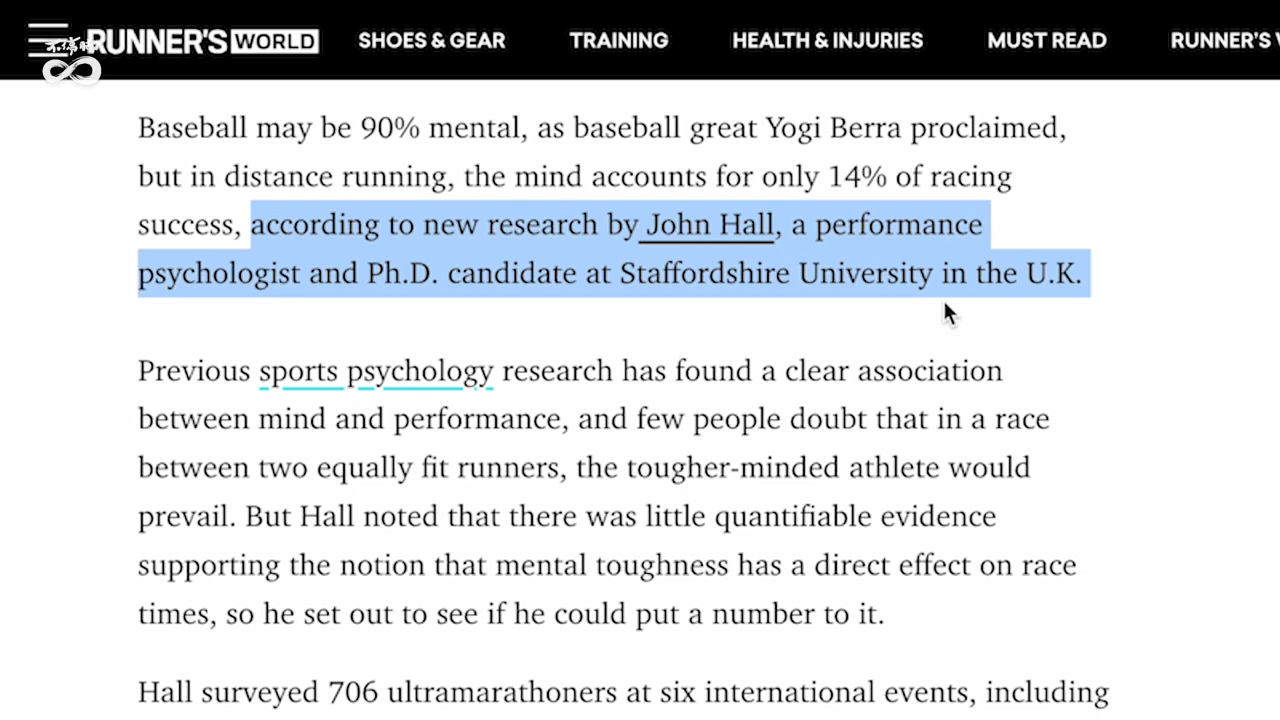 RUNNER'S WORLD SHOES & GEAR TRAINING HEALTH & INJURIES MUST READ RUNNER'S
Baseball may be 90% mental, as baseball great Yogi Berra proclaimed,
but in distance running, the mind accounts for only 14% of racing
success, according to new research by John Hall, a performance
psychologist and Ph.D. candidate at Staffordshire University in the U.K.
Previous sports psychology research has found a clear association
between mind and performance, and few people doubt that in a race
between two equally fit runners, the tougher-minded athlete would
prevail. But Hall noted that there was little quantifiable evidence
supporting the notion that mental toughness has a direct effect on race
times, so he set out to see if he could put a number to it.
Hall surveyed 706 ultramarathoners at six international events, including